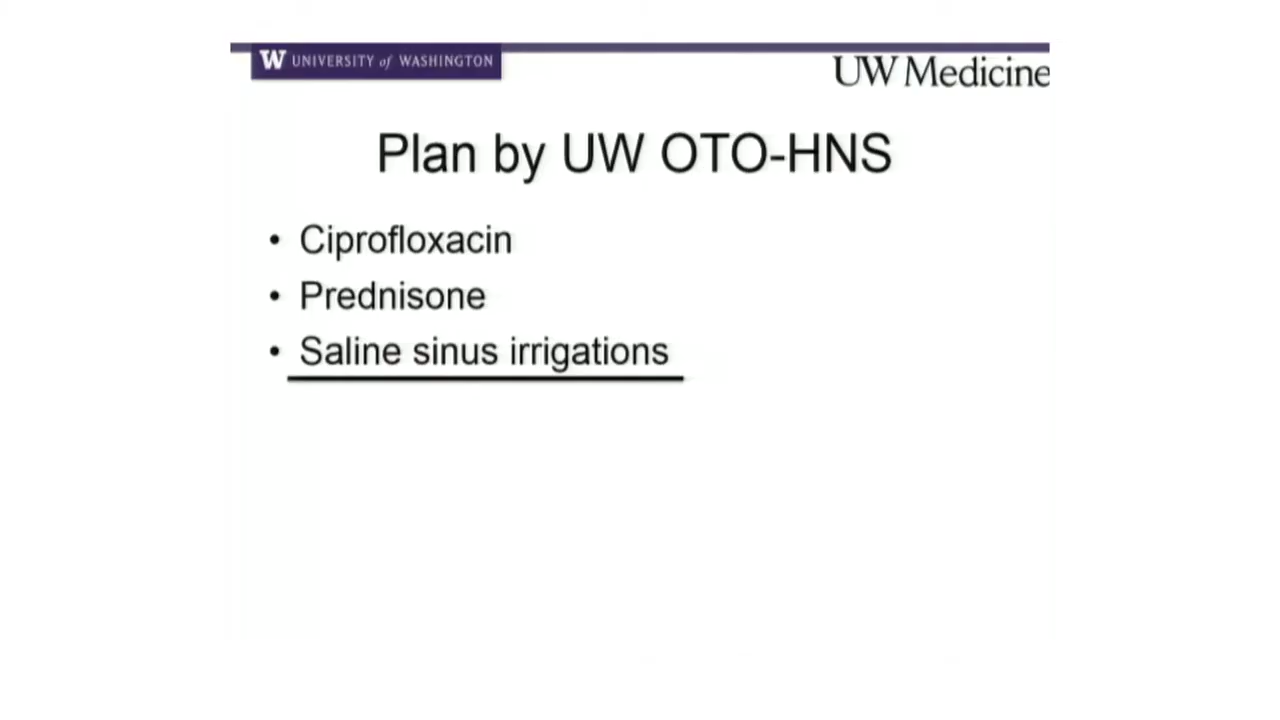 W UNIVERSITY of WASHINGTON
UW Medicine
Plan by UW OTO-HNS
• Ciprofloxacin
• Prednisone
• Saline sinus irrigations